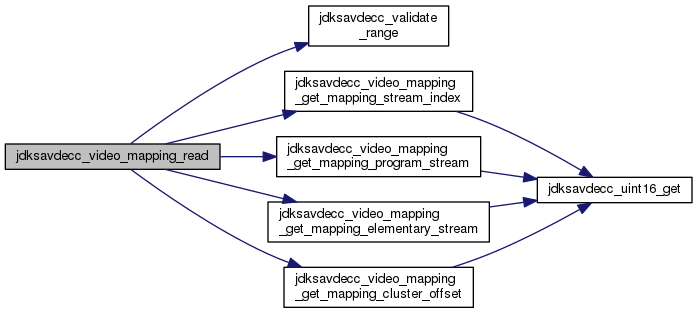 jdksavdecc_validate
_range
jdksavdecc_video_mapping
_get_mapping_stream_index
jdksavdecc_video_mapping_read
jdksavdecc_video_mapping
_get_mapping_program_stream
jdksavdecc_uint16_get
jdksavdecc_video_mapping
_get_mapping_elementary_stream
jdksavdecc_video_mapping
_get_mapping_cluster_offset